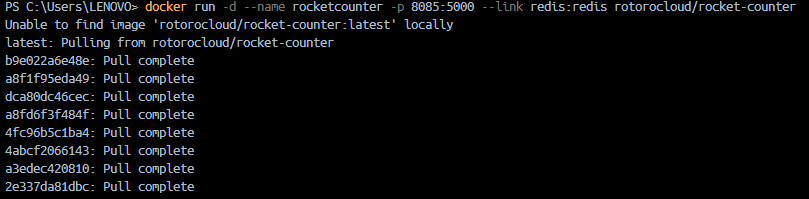 PS C:\Users\LENOVO> docker run -d --name rocketcounter -p 8085:5000 --link redis:redis rotorocloud/rocket-counter
Unable to find image 'rotorocloud/rocket-counter:latest' locally
latest: Pulling from rotorocloud/rocket-counter
b9e022a6e48e: Pull complete
a8f1f95eda49: Pull complete
dca80dc46cec: Pull complete
a8fd6f3f484f: Pull complete
4fc96b5c1ba4: Pull complete
4abcf2066143: Pull complete
a3edec420810: Pull complete
2e337da81dbc: Pull complete